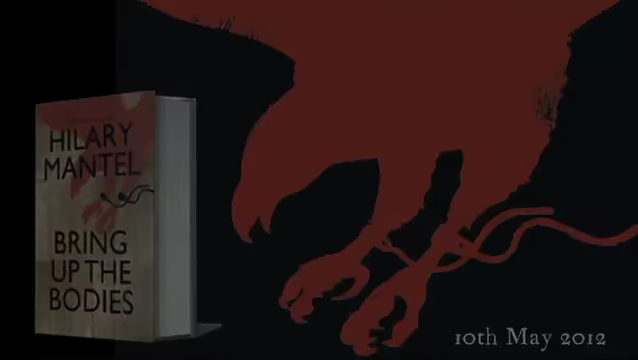 HILARY
MANTEL
BRING
UP THE
BODIES
10th May 2012